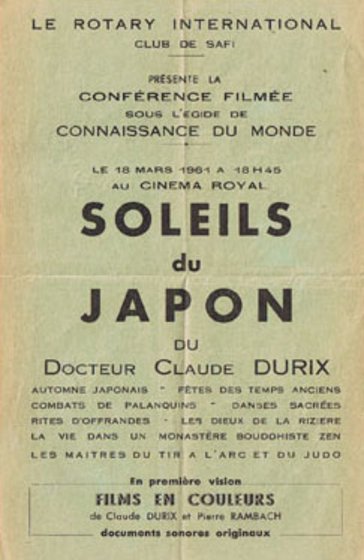 LE ROTARY INTERNATIONAL
CLUB DE SAFI
PRÉSENTE LA
CONFÉRENCE FILMÉE
SOUS L'EGIDE DE
CONNAISSANCE DU MONDE
LE 18 MARS 1961 A 18H45
AU CINEMA ROYAL
SOLEILS
du
JAPON
DU
DOCTEUR CLAUDE DURIX
AUTOMNE JAPONAIS - FÊTES DES TEMPS ANCIENS
COMBATS DE PALANQUINS - DANSES SACRÉES
RITES D'OFFRANDES - LES DIEUX DE LA RIZIERE
LA VIE DANS UN MONASTÈRE BOUDDHISTE ZEN
LES MAITRES DU TIR A L'ARC ET DU JUDO
En première vision
FILMS EN COULEURS
de Claude DURIX et Pierre RAMBACH
documents sonores originaux